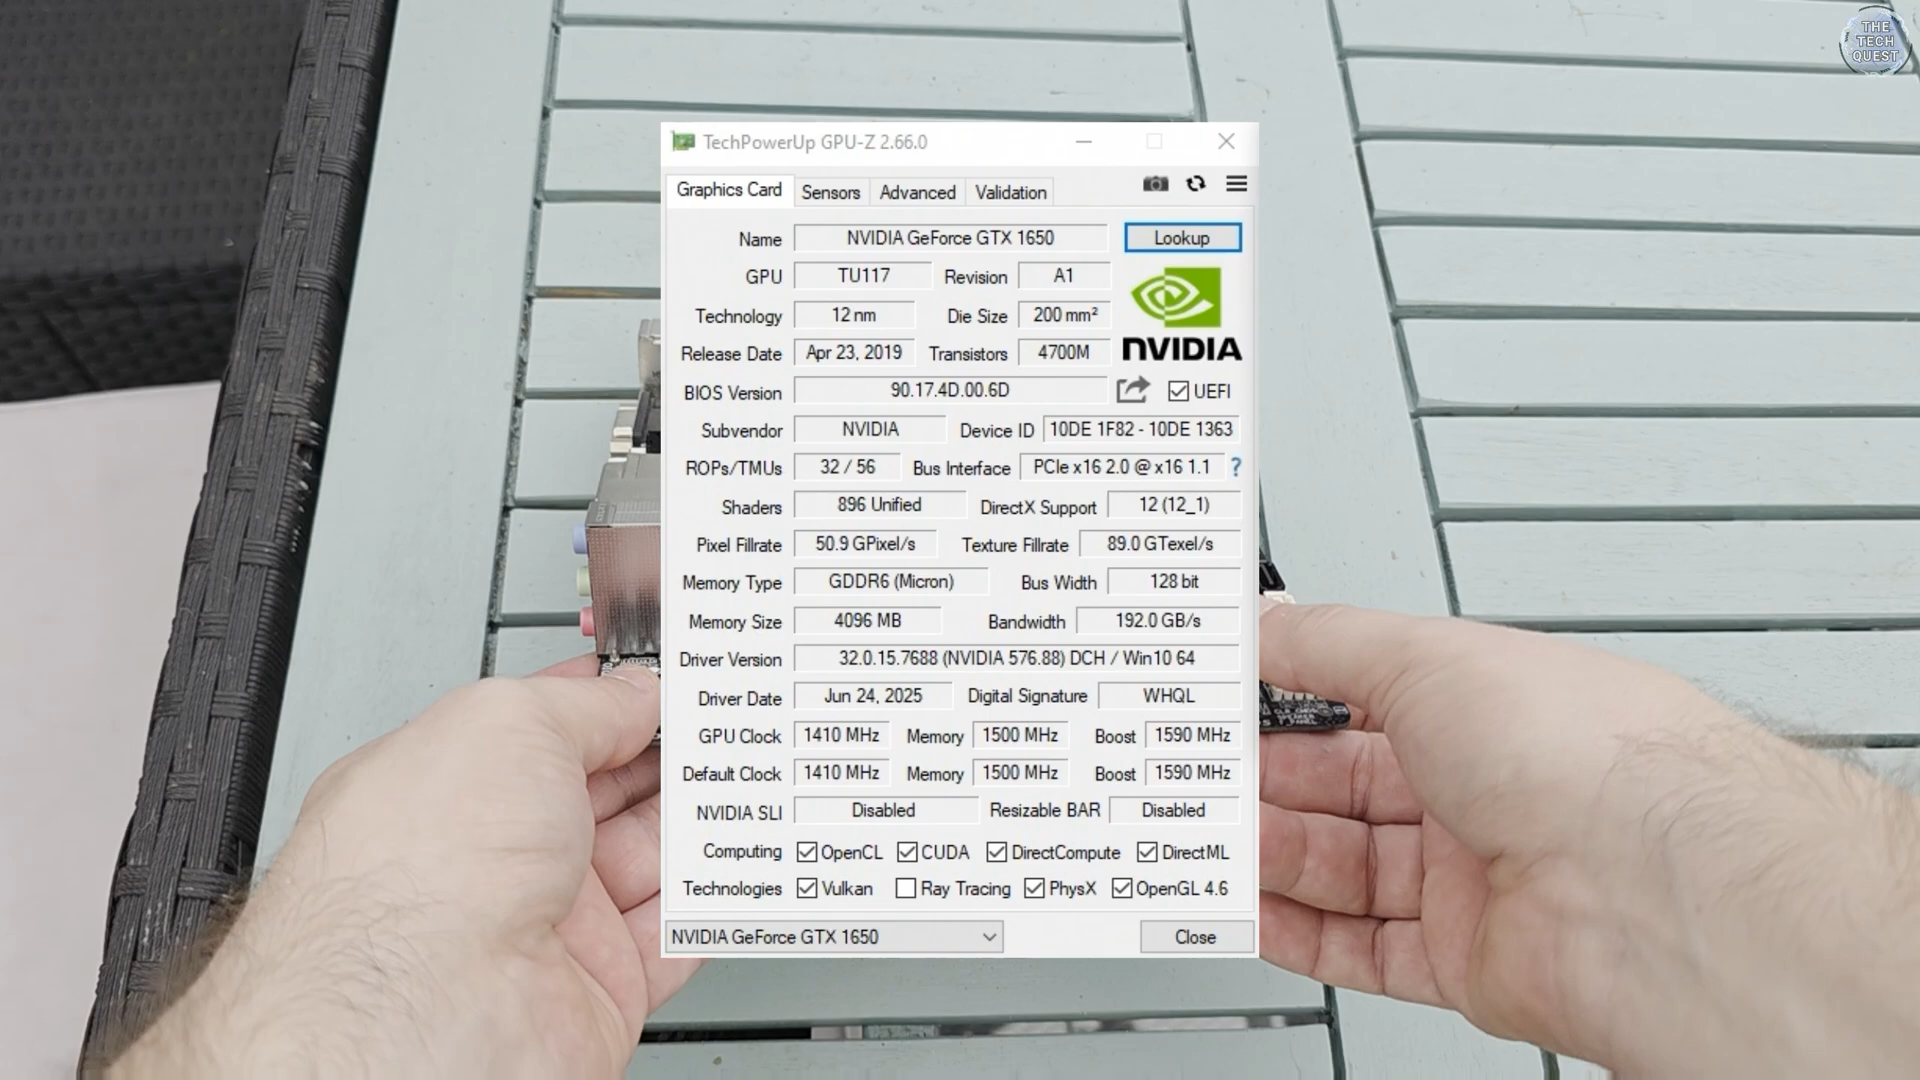 THE
TECH
QUEST
TechPowerUp GPU-Z 2.66.0
Graphics Card Sensors Advanced Validation
Name NVIDIA GeForce GTX 1650 Lookup
GPU TU117 Revision A1
Technology 12 nm Die Size 200 mm²
NVIDIA
Release Date Apr 23, 2019 Transistors 4700M
BIOS Version 90.17.4D.00.6D UEFI
Subvendor NVIDIA Device ID 10DE 1F82 - 10DE 1363
ROPs/TMUs 32 / 56 Bus Interface PCIe x16 2.0 @ x16 1.1 ?
Shaders 896 Unified DirectX Support 12 (12_1)
Pixel Fillrate 50.9 GPixel/s Texture Fillrate 89.0 GTexel/s
Memory Type GDDR6 (Micron) Bus Width 128 bit
Memory Size 4096 MB Bandwidth 192.0 GB/s
Driver Version 32.0.15.7688 (NVIDIA 576.88) DCH / Win10 64
Driver Date Jun 24, 2025 Digital Signature WHQL
GPU Clock 1410 MHz Memory 1500 MHz Boost 1590 MHz
Default Clock 1410 MHz Memory 1500 MHz Boost 1590 MHz
NVIDIA SLI Disabled Resizable BAR Disabled
Computing OpenCL CUDA DirectCompute DirectML
Technologies Vulkan Ray Tracing PhysX OpenGL 4.6
NVIDIA GeForce GTX 1650 Close